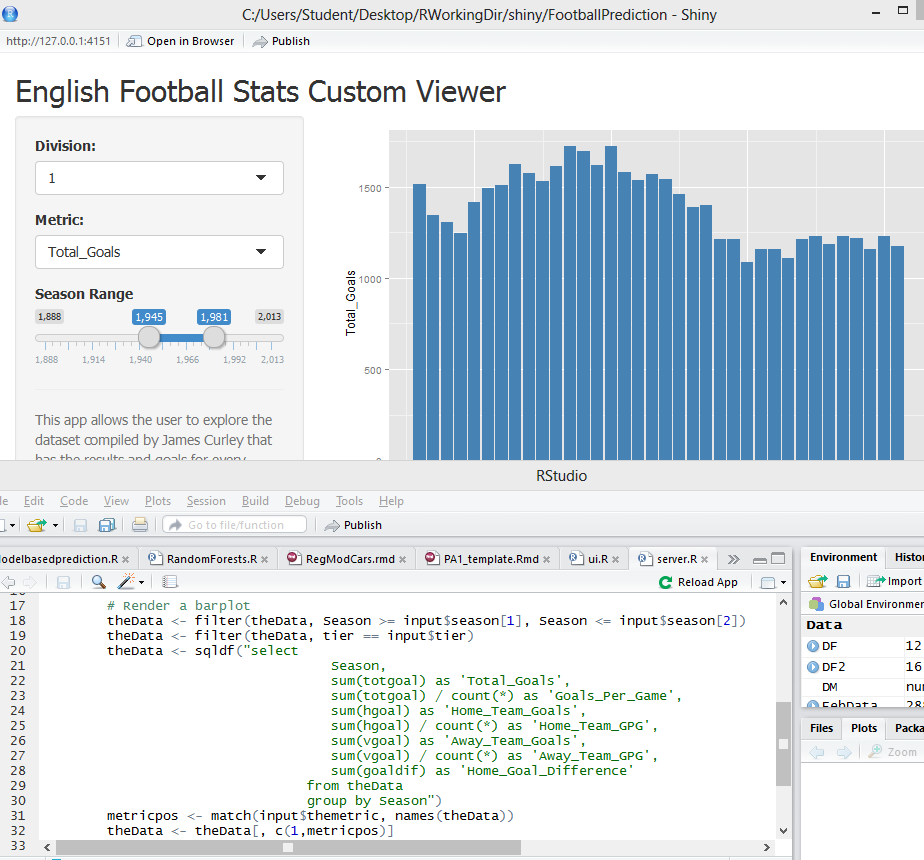 C:/Users/Student/Desktop/RWorkingDir/shiny/FootballPrediction - Shiny
http://127.0.0.1:4151 Open in Browser Publish
English Football Stats Custom Viewer
Division:
1
Metric:
Total_Goals
Season Range
1,888 1,945 1,981 2,013
1,888 1,914 1,940 1,966 1,992 2,013
This app allows the user to explore the
dataset compiled by James Curley that
has the results and goals for every
1500
1000
500
0
Total_Goals
RStudio
le Edit Code View Plots Session Build Debug Tools Help
Go to file/function Publish
odelbasedprediction.R RandomForests.R RegModCars.rmd PA1_template.Rmd ui.R server.R
Reload App
16
17 # Render a barplot
18 theData <- filter(theData, Season >= input$season[1], Season <= input$season[2])
19 theData <- filter(theData, tier == input$tier)
20 theData <- sqldf("select
21 Season,
22 sum(totgoal) as 'Total_Goals',
23 sum(totgoal) / count(*) as 'Goals_Per_Game',
24 sum(hgoal) as 'Home_Team_Goals',
25 sum(hgoal) / count(*) as 'Home_Team_GPG',
26 sum(vgoal) as 'Away_Team_Goals',
27 sum(vgoal) / count(*) as 'Away_Team_GPG',
28 sum(goaldif) as 'Home_Goal_Difference'
29 from theData
30 group by Season")
31 metricpos <- match(input$themetric, names(theData))
32 theData <- theData[, c(1,metricpos)]
33
Environment Histo
Import
Global Environme
Data
DF 12
DF2 16
DM nu
FebData 28
Files Plots Packa
Zoom